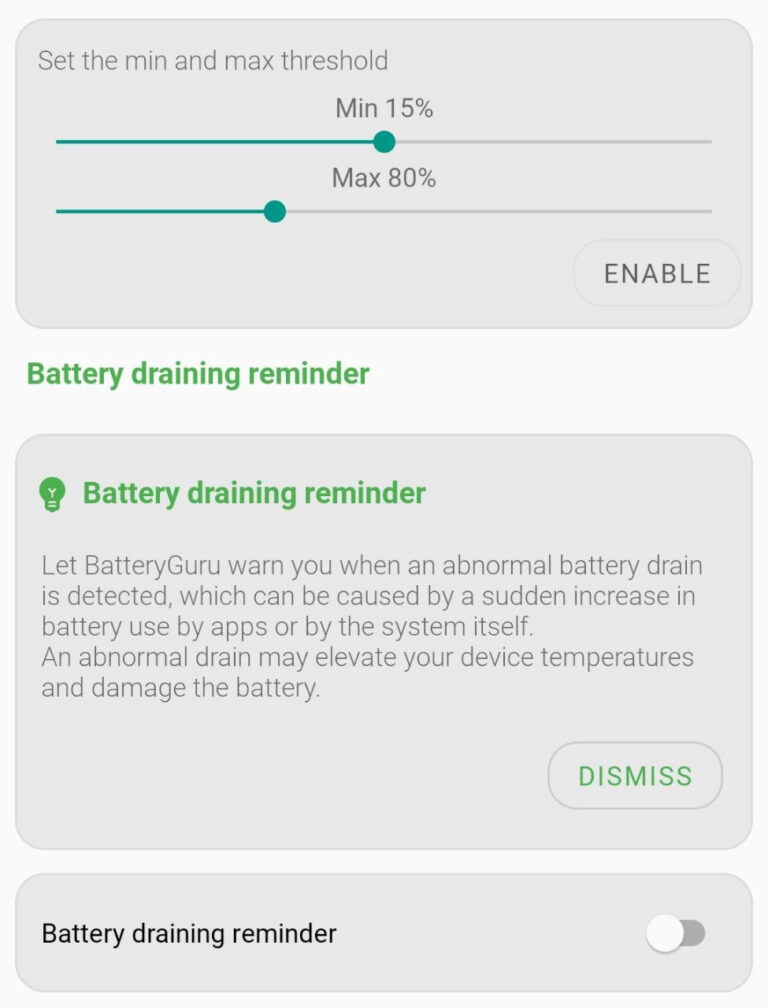 Set the min and max threshold
Min 15%
Max 80%
ENABLE
Battery draining reminder
Battery draining reminder
Let BatteryGuru warn you when an abnormal battery drain
is detected, which can be caused by a sudden increase in
battery use by apps or by the system itself.
An abnormal drain may elevate your device temperatures
and damage the battery.
DISMISS
Battery draining reminder